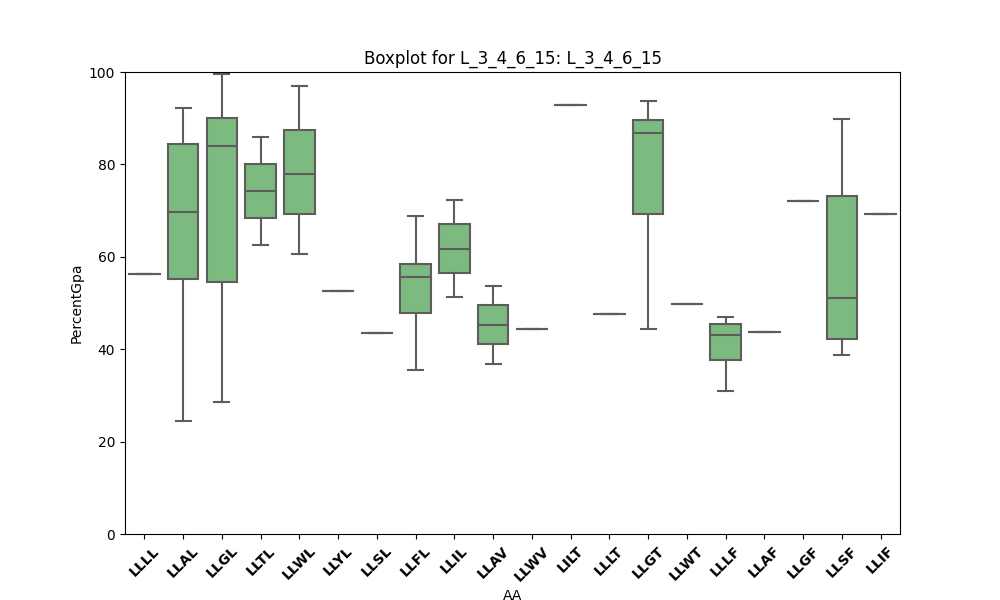 Boxplot for L_3_4_6_15: L_3_4_6_15
PercentGpa
100
80
60
40
20
0
LLLL LLAL LLGL LLTL LLWL LLYL LLSL LLFL LLIL LLAV LLWV LILT LLLT LLGT LLWT LLLF LLAF LLGF LLSF LLIF
AA